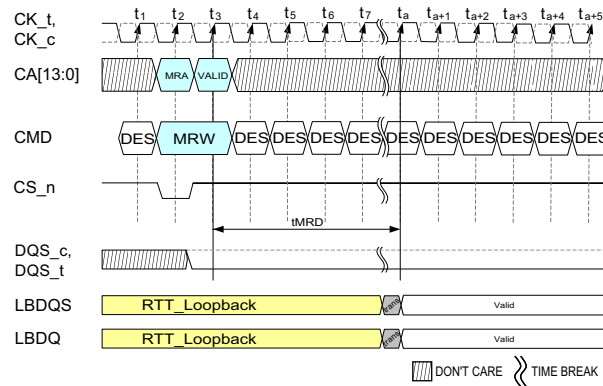 CK_t,
CK_c
t1 t2 t3 t4 t5 t6 t7 ta ta+1 ta+2 ta+3 ta+4 ta+5
CA[13:0]
MRA VALID
CMD
DES MRW DES DES DES DES DES DES DES DES DES DES
CS_n
tMRD
DQS_c,
DQS_t
LBDQS
RTT_Loopback trans Valid
LBDQ
RTT_Loopback trans Valid
DON'T CARE TIME BREAK